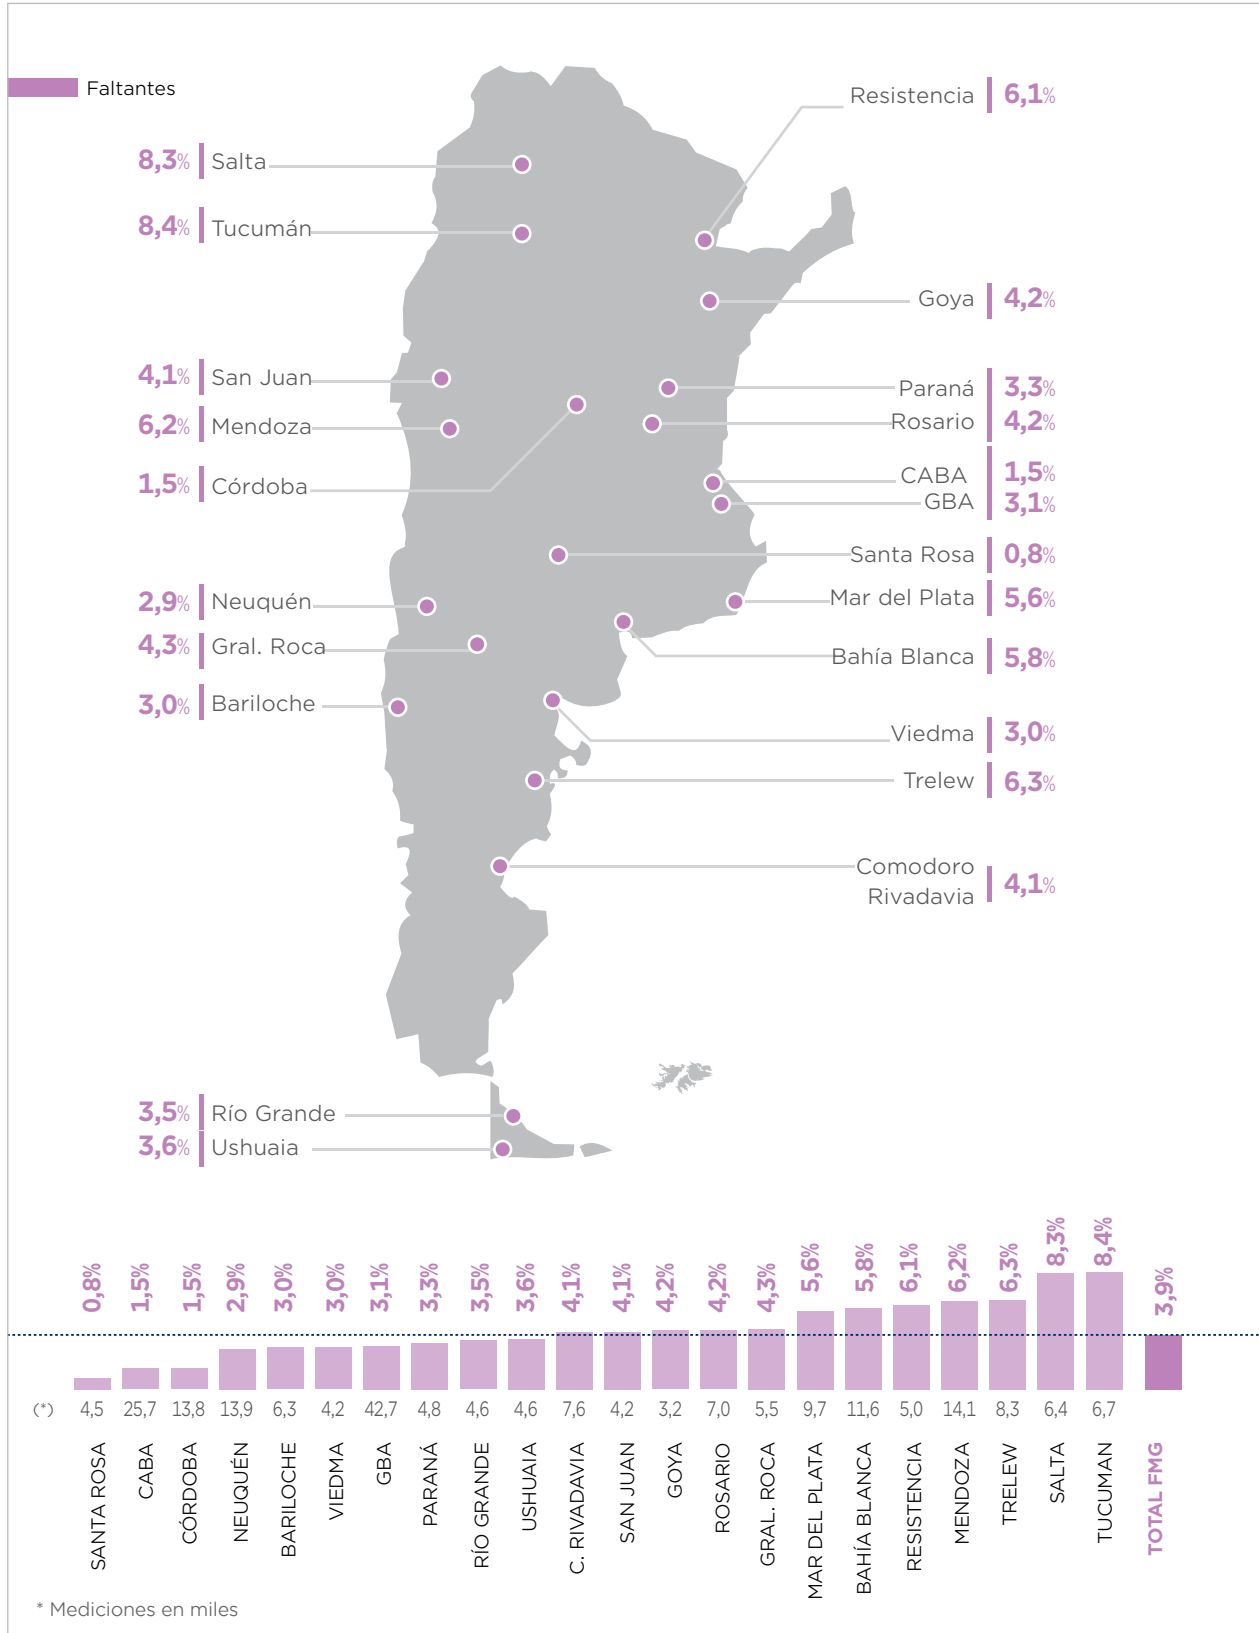 Faltantes
8,3% Salta
8,4% Tucumán
4,1% San Juan
6,2% Mendoza
1,5% Córdoba
2,9% Neuquén
4,3% Gral. Roca
3,0% Bariloche
3,5% Río Grande
3,6% Ushuaia
Resistencia 6,1%
Goya 4,2%
Paraná 3,3%
Rosario 4,2%
CABA 1,5%
GBA 3,1%
Santa Rosa 0,8%
Mar del Plata 5,6%
Bahía Blanca 5,8%
Viedma 3,0%
Trelew 6,3%
Comodoro
Rivadavia 4,1%
0,8% 1,5% 1,5% 2,9% 3,0% 3,0% 3,1% 3,3% 3,5% 3,6% 4,1% 4,1% 4,2% 4,2% 4,3% 5,6% 5,8% 6,1% 6,2% 6,3% 8,3% 8,4% 3,9%
(*) 4,5 25,7 13,8 13,9 6,3 4,2 42,7 4,8 4,6 4,6 7,6 4,2 3,2 7,0 5,5 9,7 11,6 5,0 14,1 8,3 6,4 6,7
SANTA ROSA
CABA
CÓRDOBA
NEUQUÉN
BARILOCHE
VIEDMA
GBA
PARANÁ
RÍO GRANDE
USHUAIA
C. RIVADAVIA
SAN JUAN
GOYA
ROSARIO
GRAL. ROCA
MAR DEL PLATA
BAHÍA BLANCA
RESISTENCIA
MENDOZA
TRELEW
SALTA
TUCUMAN
TOTAL FMG
* Mediciones en miles